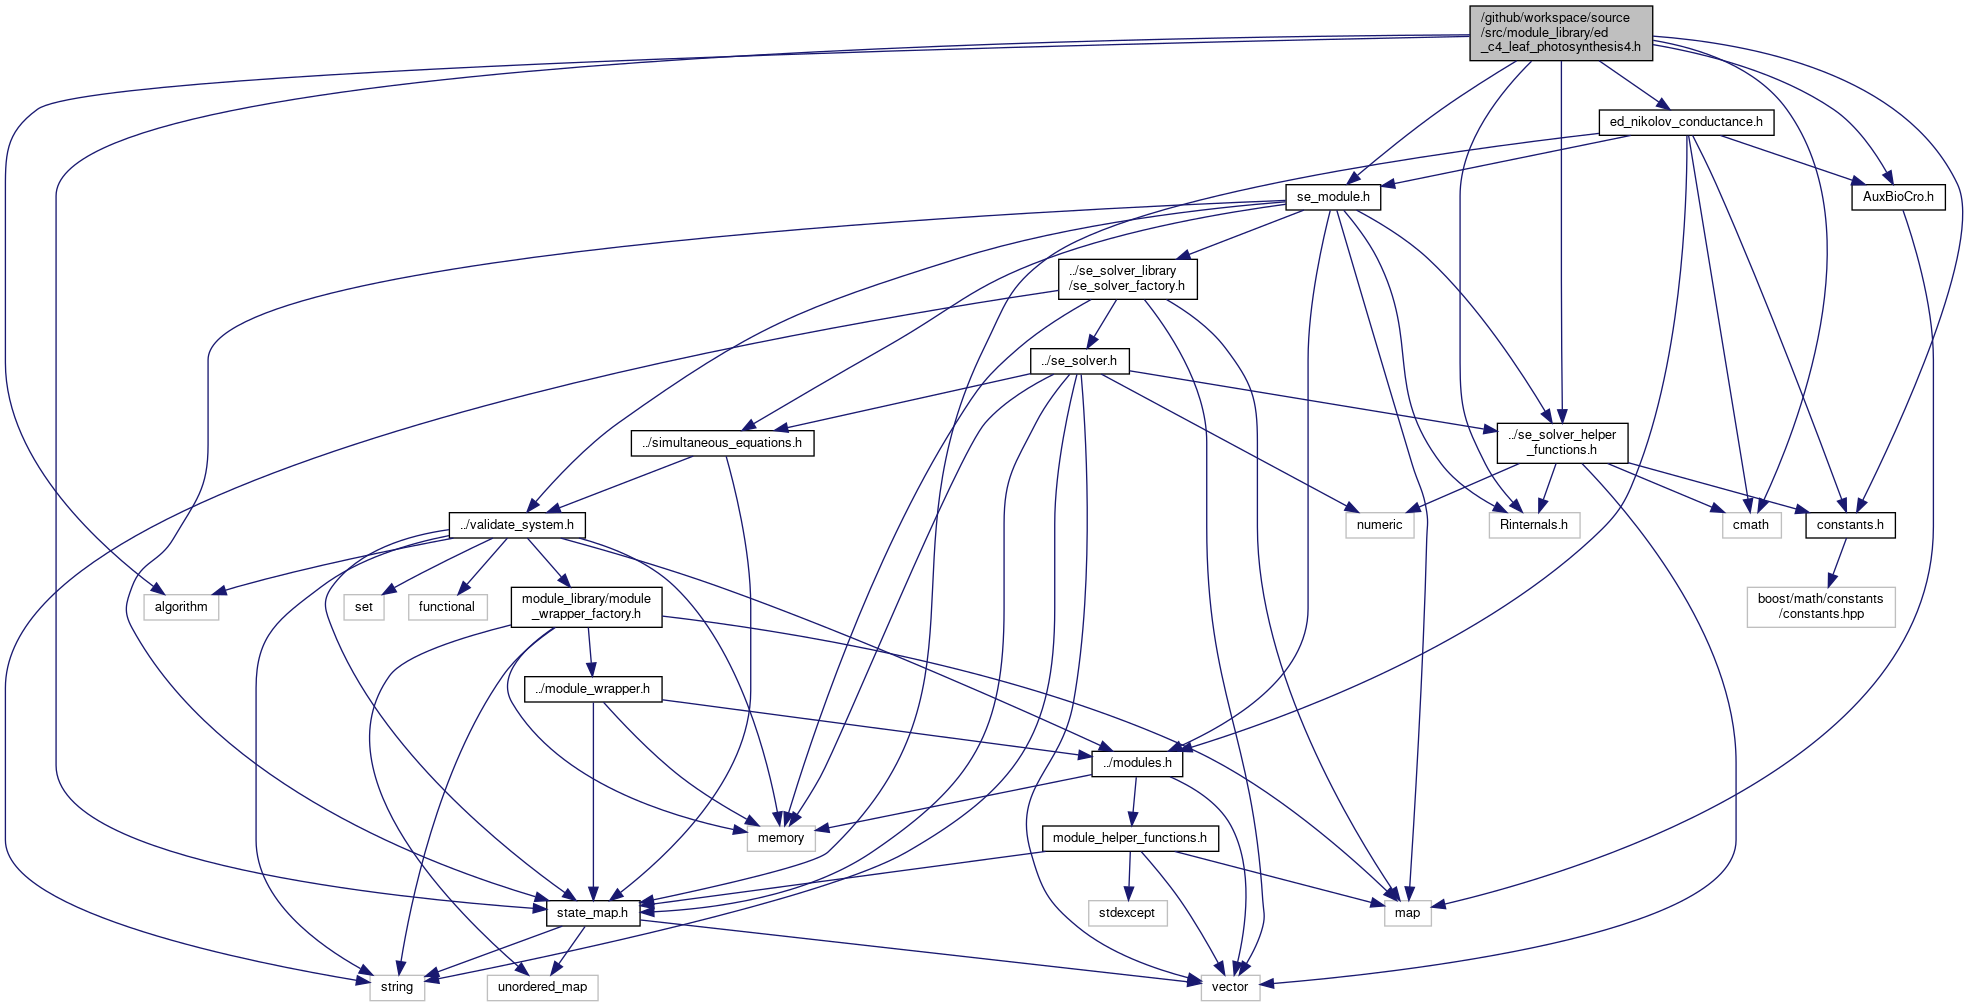 /github/workspace/source
/src/module_library/ed
_c4_leaf_photosynthesis4.h
ed_nikolov_conductance.h
se_module.h
AuxBioCro.h
../se_solver_library
/se_solver_factory.h
../se_solver.h
../simultaneous_equations.h
../se_solver_helper
_functions.h
../validate_system.h
numeric
Rinternals.h
cmath
constants.h
algorithm
set
functional
module_library/module
_wrapper_factory.h
boost/math/constants
/constants.hpp
../module_wrapper.h
../modules.h
memory
module_helper_functions.h
state_map.h
stdexcept
map
string
unordered_map
vector